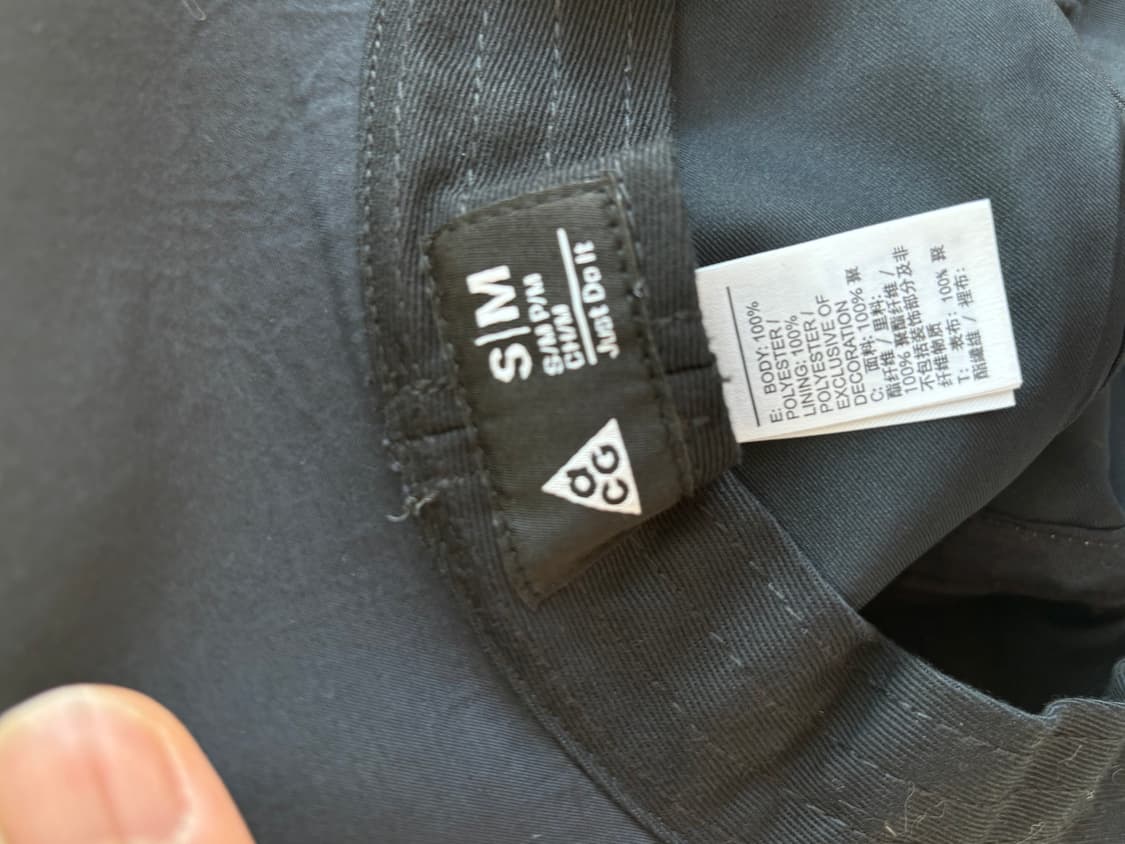 S|M
S/M P/M
CH/M
Just Do It
ACG
E: BODY: 100%
POLYESTER /
LINING: 100%
POLYESTER /
EXCLUSIVE OF
DECORATION
C: 面料: 100% 聚
酯纤维 / 里料:
100% 聚酯纤维 /
不包括装饰部分及非
纤维物质
T: 表布: 100% 聚
酯纖維 / 裡布: